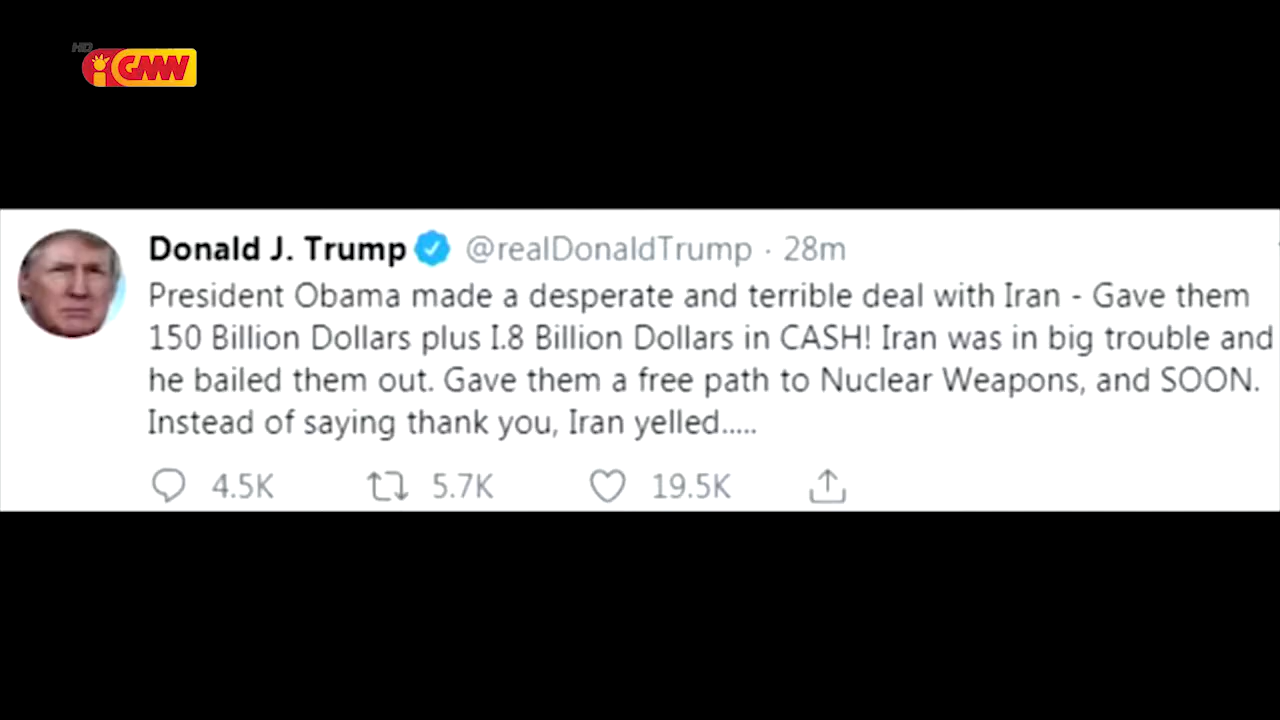 HD
iGMW
Donald J. Trump @realDonaldTrump · 28m
President Obama made a desperate and terrible deal with Iran - Gave them
150 Billion Dollars plus I.8 Billion Dollars in CASH! Iran was in big trouble and
he bailed them out. Gave them a free path to Nuclear Weapons, and SOON.
Instead of saying thank you, Iran yelled.....
4.5K 5.7K 19.5K